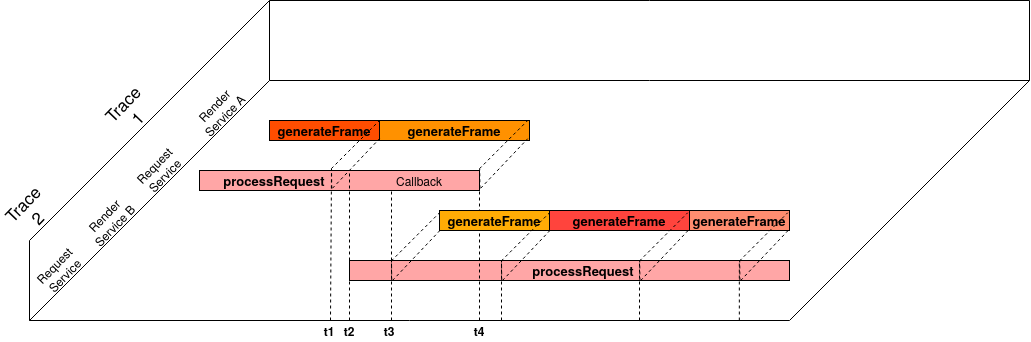 Trace
1
Render
Service A
generateFrame
generateFrame
Request
Service
processRequest
Callback
Trace
2
Render
Service B
generateFrame
generateFrame
generateFrame
Request
Service
processRequest
t1
t2
t3
t4